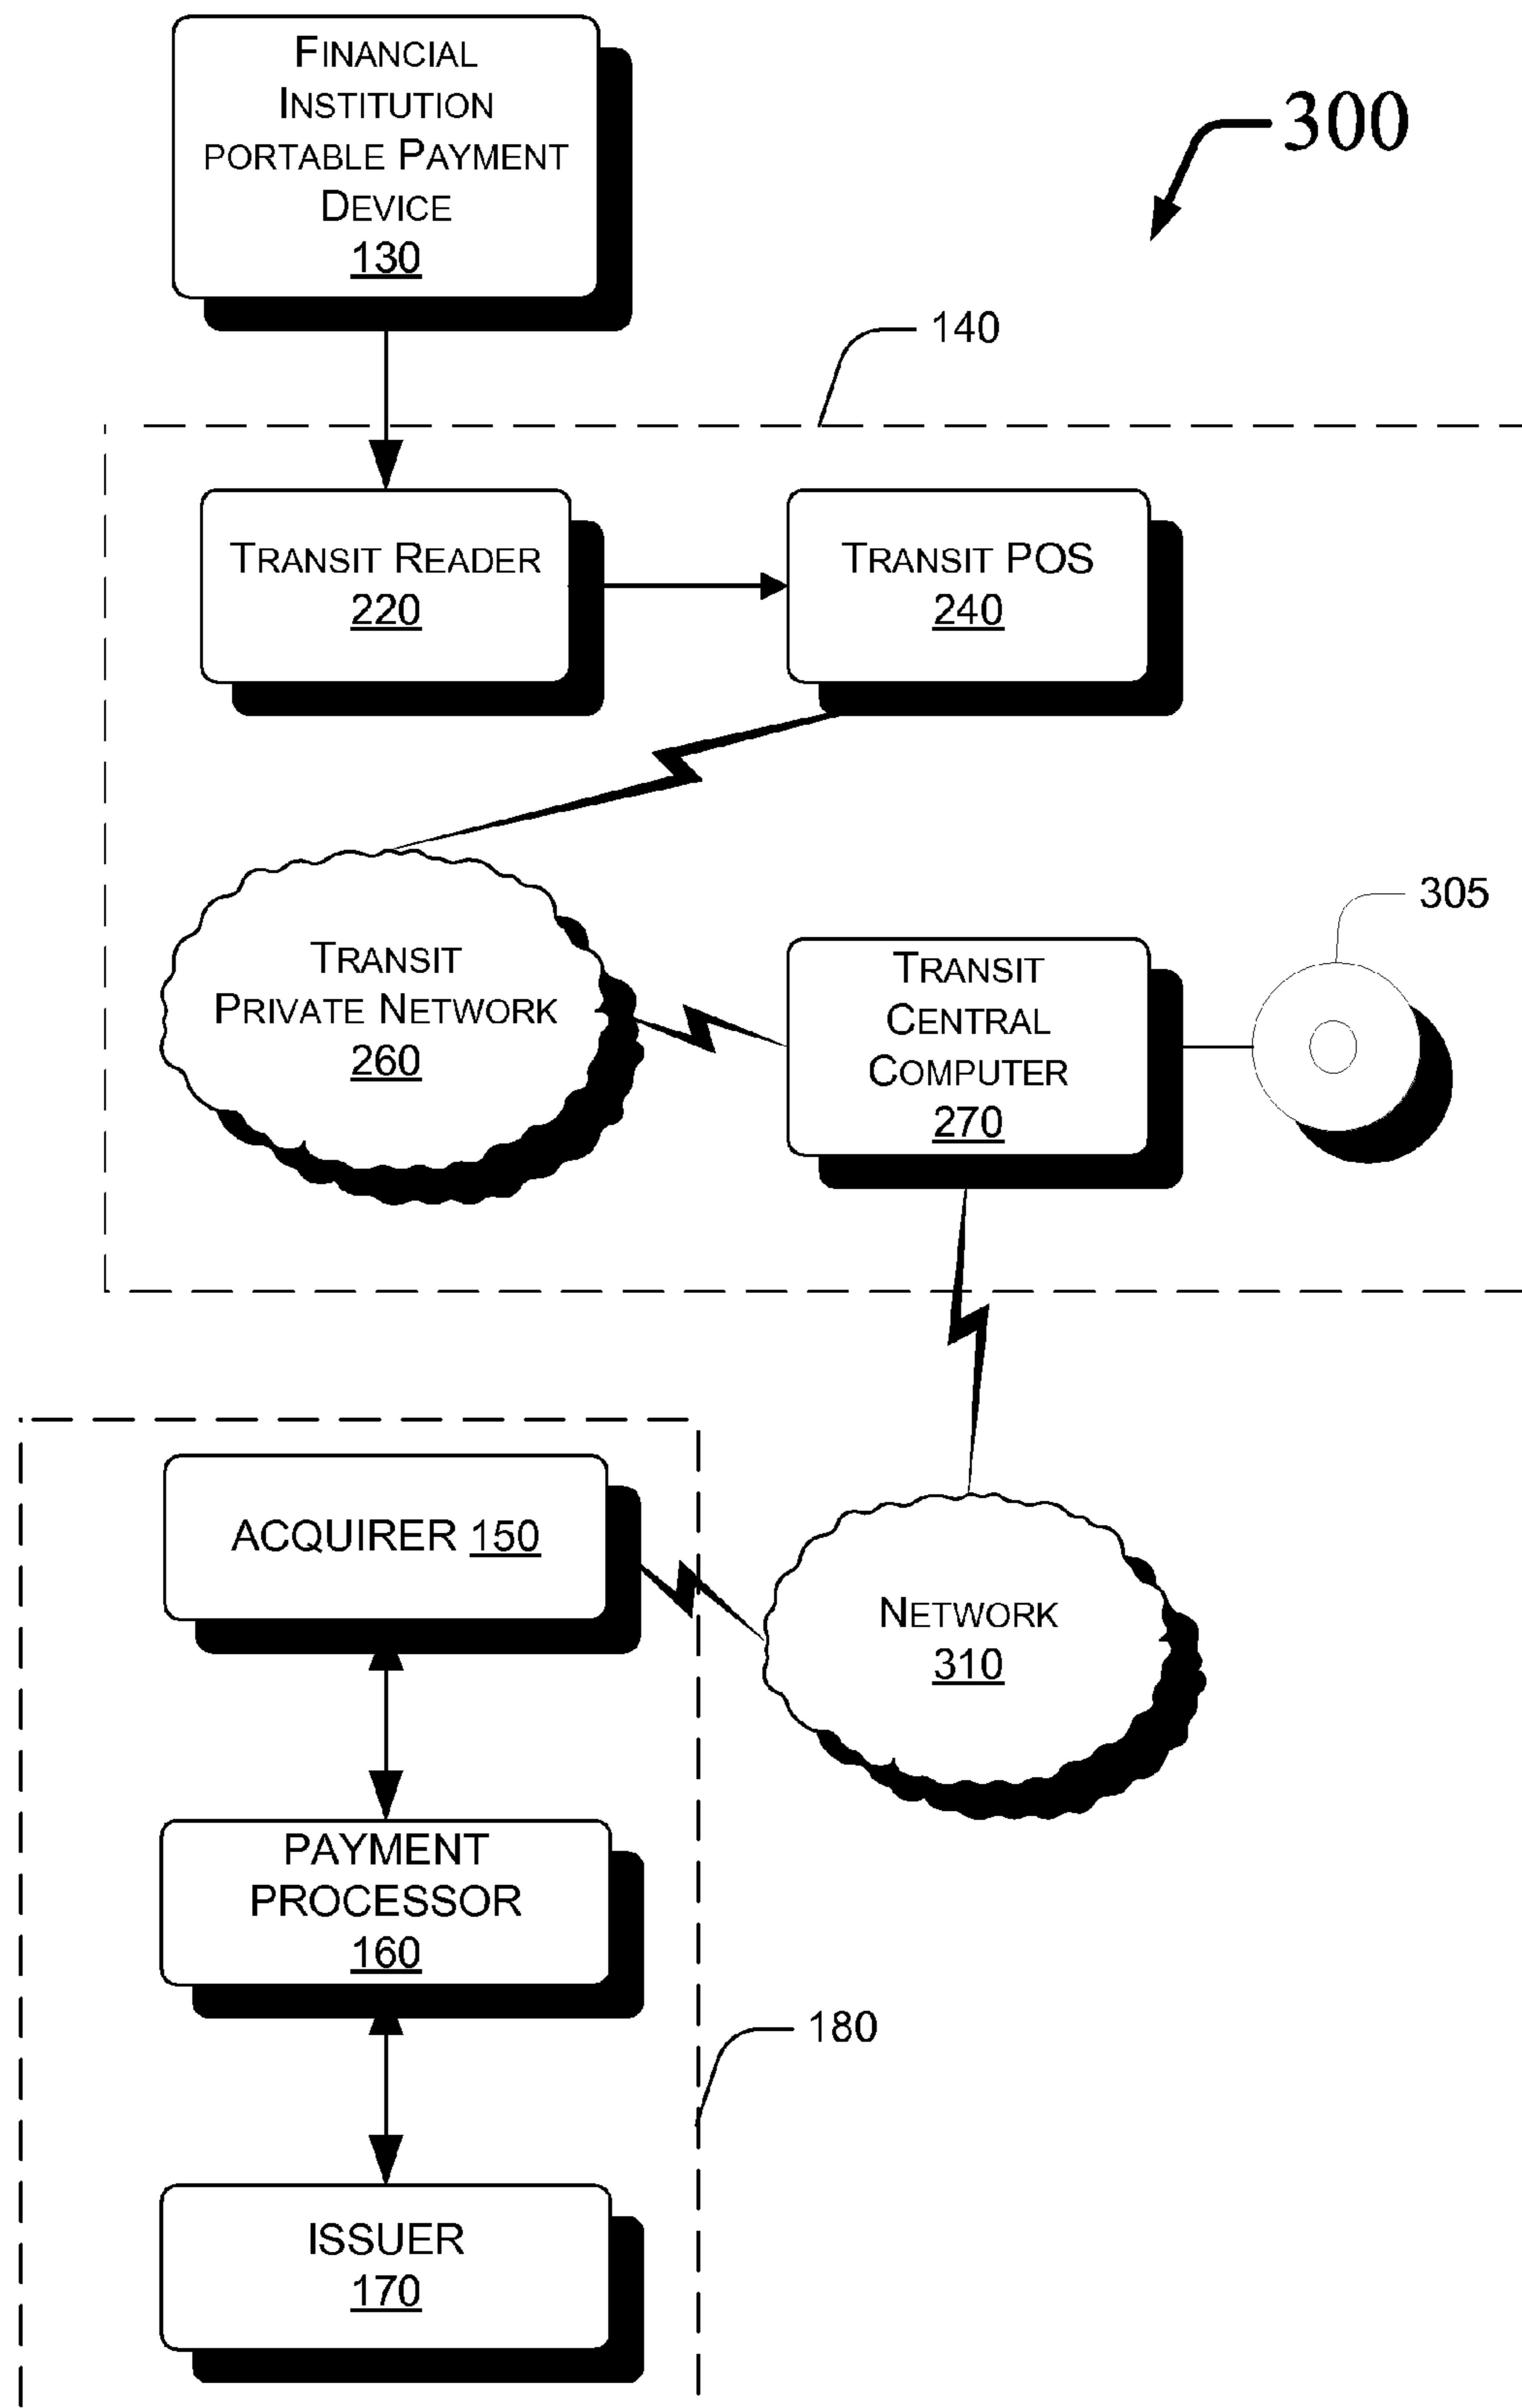 FINANCIAL
INSTITUTION
PORTABLE PAYMENT
DEVICE
130
300
140
TRANSIT READER
220
TRANSIT POS
240
TRANSIT
PRIVATE NETWORK
260
TRANSIT
CENTRAL
COMPUTER
270
305
ACQUIRER 150
NETWORK
310
PAYMENT
PROCESSOR
160
180
ISSUER
170